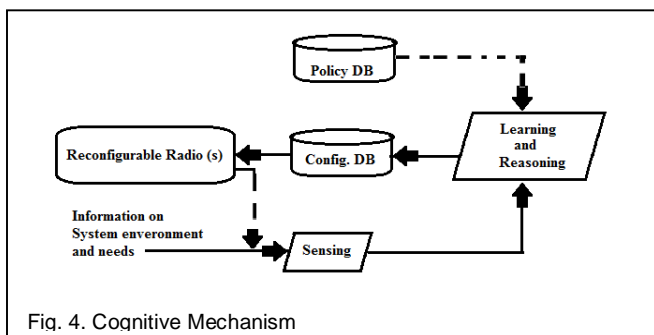 Policy DB
Learning
and
Reasoning
Config. DB
Reconfigurable Radio (s)
Information on
System enveronment
and needs
Sensing
Fig. 4. Cognitive Mechanism